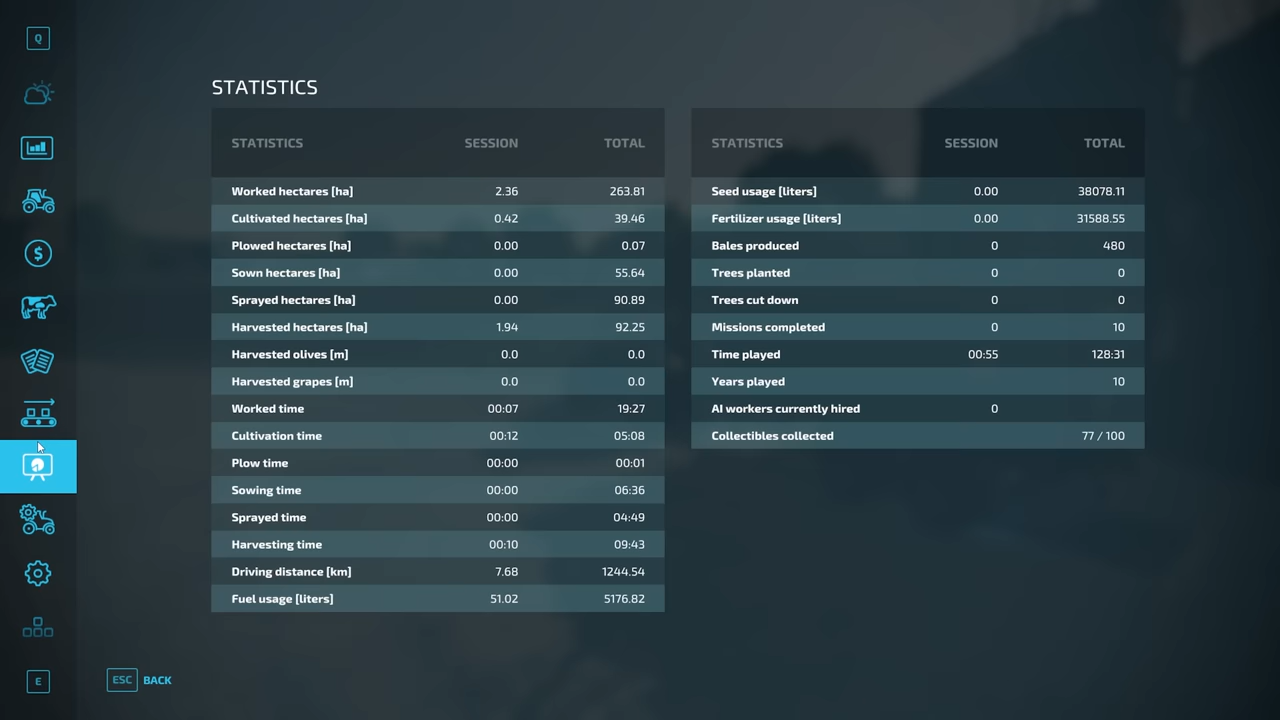 Q
STATISTICS
STATISTICS SESSION TOTAL
Worked hectares [ha] 2.36 263.81
Cultivated hectares [ha] 0.42 39.46
Plowed hectares [ha] 0.00 0.07
Sown hectares [ha] 0.00 55.64
Sprayed hectares [ha] 0.00 90.89
Harvested hectares [ha] 1.94 92.25
Harvested olives [m] 0.0 0.0
Harvested grapes [m] 0.0 0.0
Worked time 00:07 19:27
Cultivation time 00:12 05:08
Plow time 00:00 00:01
Sowing time 00:00 06:36
Sprayed time 00:00 04:49
Harvesting time 00:10 09:43
Driving distance [km] 7.68 1244.54
Fuel usage [liters] 51.02 5176.82
STATISTICS SESSION TOTAL
Seed usage [liters] 0.00 38078.11
Fertilizer usage [liters] 0.00 31588.55
Bales produced 0 480
Trees planted 0 0
Trees cut down 0 0
Missions completed 0 10
Time played 00:55 128:31
Years played 10
AI workers currently hired 0
Collectibles collected 77 / 100
E
ESC BACK